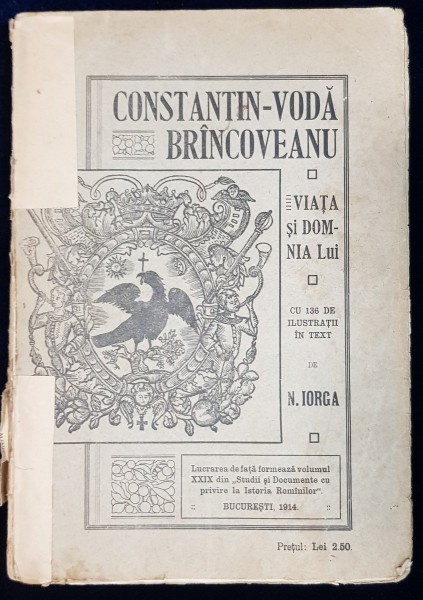 CONSTANTIN-VODĂ
BRÎNCOVEANU
VIAȚA
și DOM-
NIA Lui
CU 136 DE
ILUSTRAȚII
ÎN TEXT
DE
N. IORGA
Lucrarea de față formează volumul
XXIX din „Studii și Documente cu
privire la Istoria Romînilor“.
:: BUCUREȘTI, 1914 ::
Prețul: Lei 2.50.